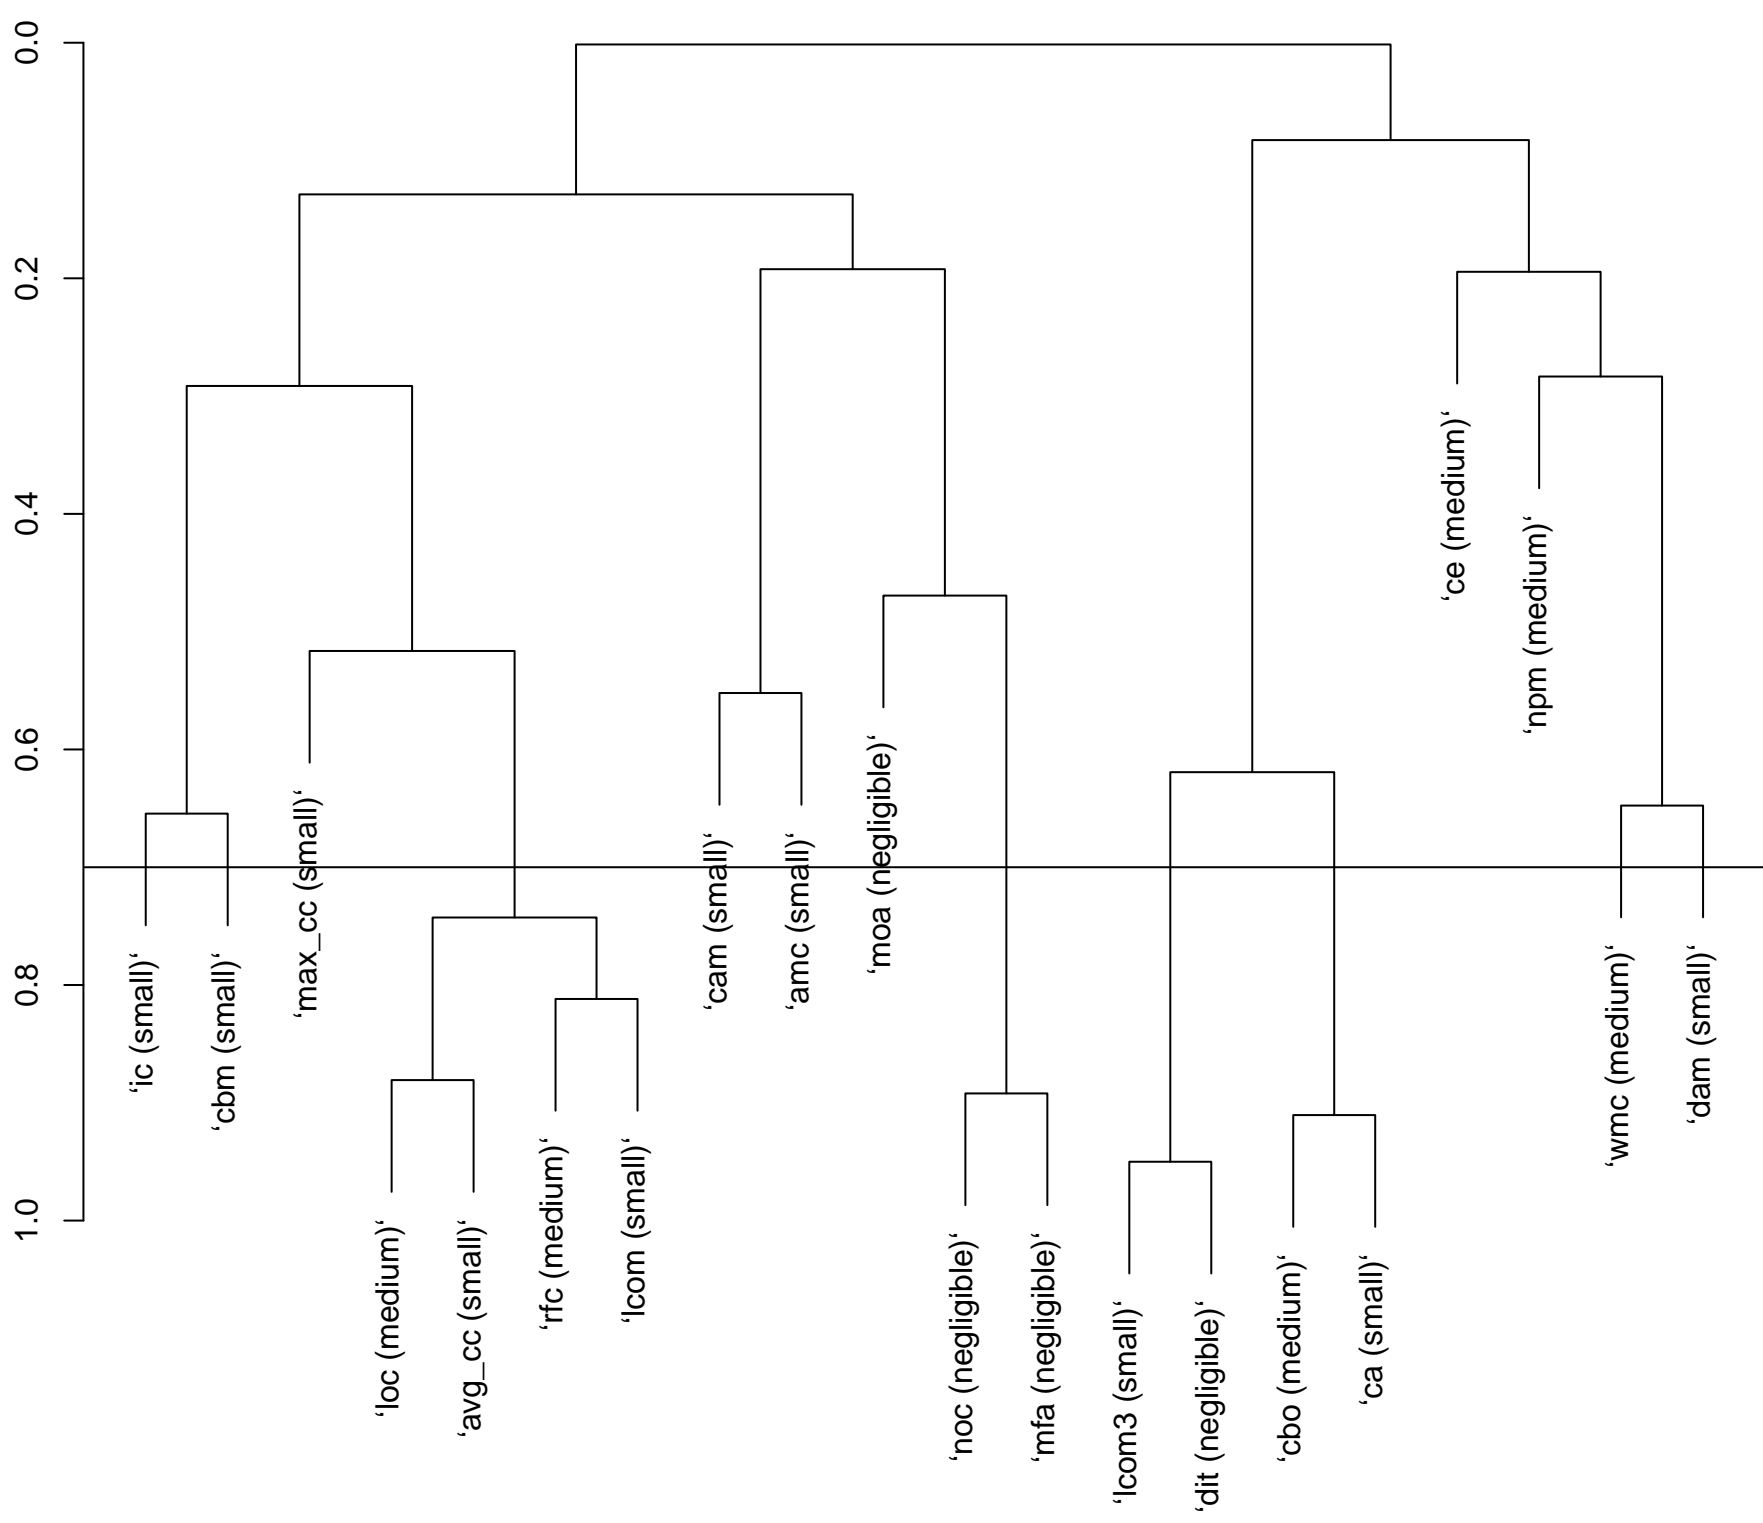 0.0
0.2
0.4
0.6
0.8
1.0
‘ic (small)‘
‘cbm (small)‘
‘max_cc (small)‘
‘loc (medium)‘
‘avg_cc (small)‘
‘rfc (medium)‘
‘lcom (small)‘
‘cam (small)‘
‘amc (small)‘
‘moa (negligible)‘
‘noc (negligible)‘
‘mfa (negligible)‘
‘lcom3 (small)‘
‘dit (negligible)‘
‘cbo (medium)‘
‘ca (small)‘
‘ce (medium)‘
‘npm (medium)‘
‘wmc (medium)‘
‘dam (small)‘